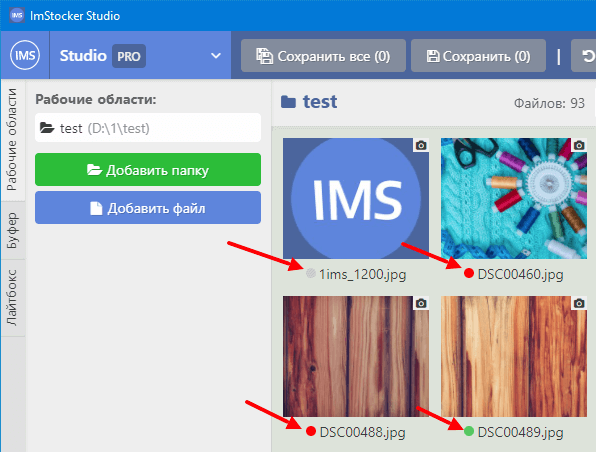 ImStocker Studio
IMS Studio PRO
Сохранить все (0)
Сохранить (0)
|
Рабочие области
Буфер
Лайтбокс
Рабочие области:
test (D:\1\test)
Добавить папку
Добавить файл
test
Файлов: 93
IMS
1ims_1200.jpg
DSC00460.jpg
DSC00488.jpg
DSC00489.jpg